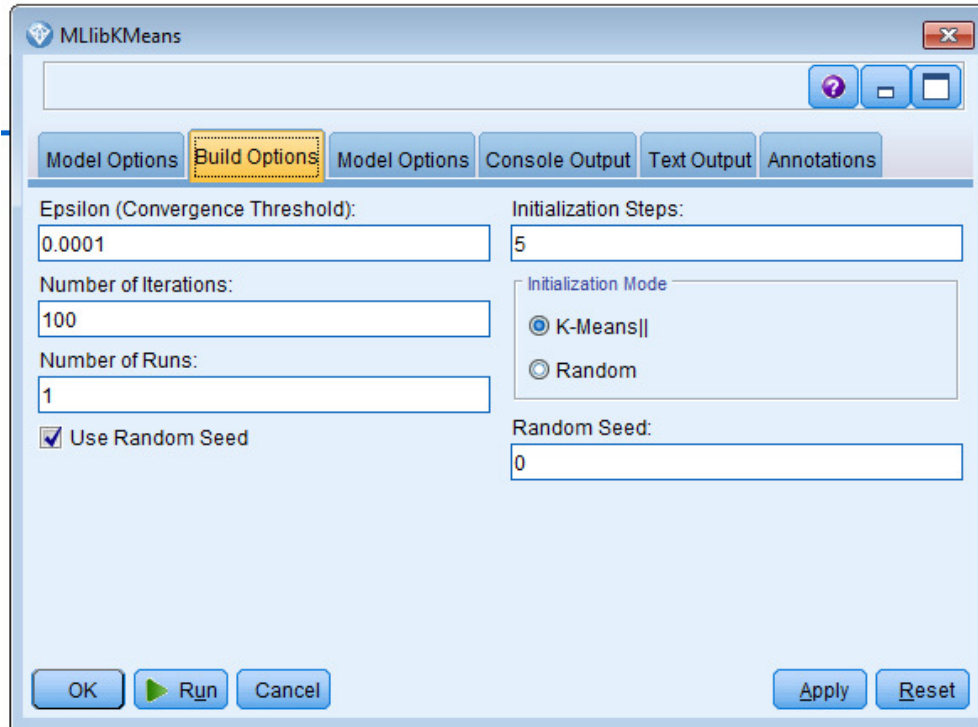 MLlibKMeans
Model Options Build Options Model Options Console Output Text Output Annotations
Epsilon (Convergence Threshold):
0.0001
Number of Iterations:
100
Number of Runs:
1
Use Random Seed
Initialization Steps:
5
Initialization Mode
K-Means||
Random
Random Seed:
0
OK Run Cancel Apply Reset